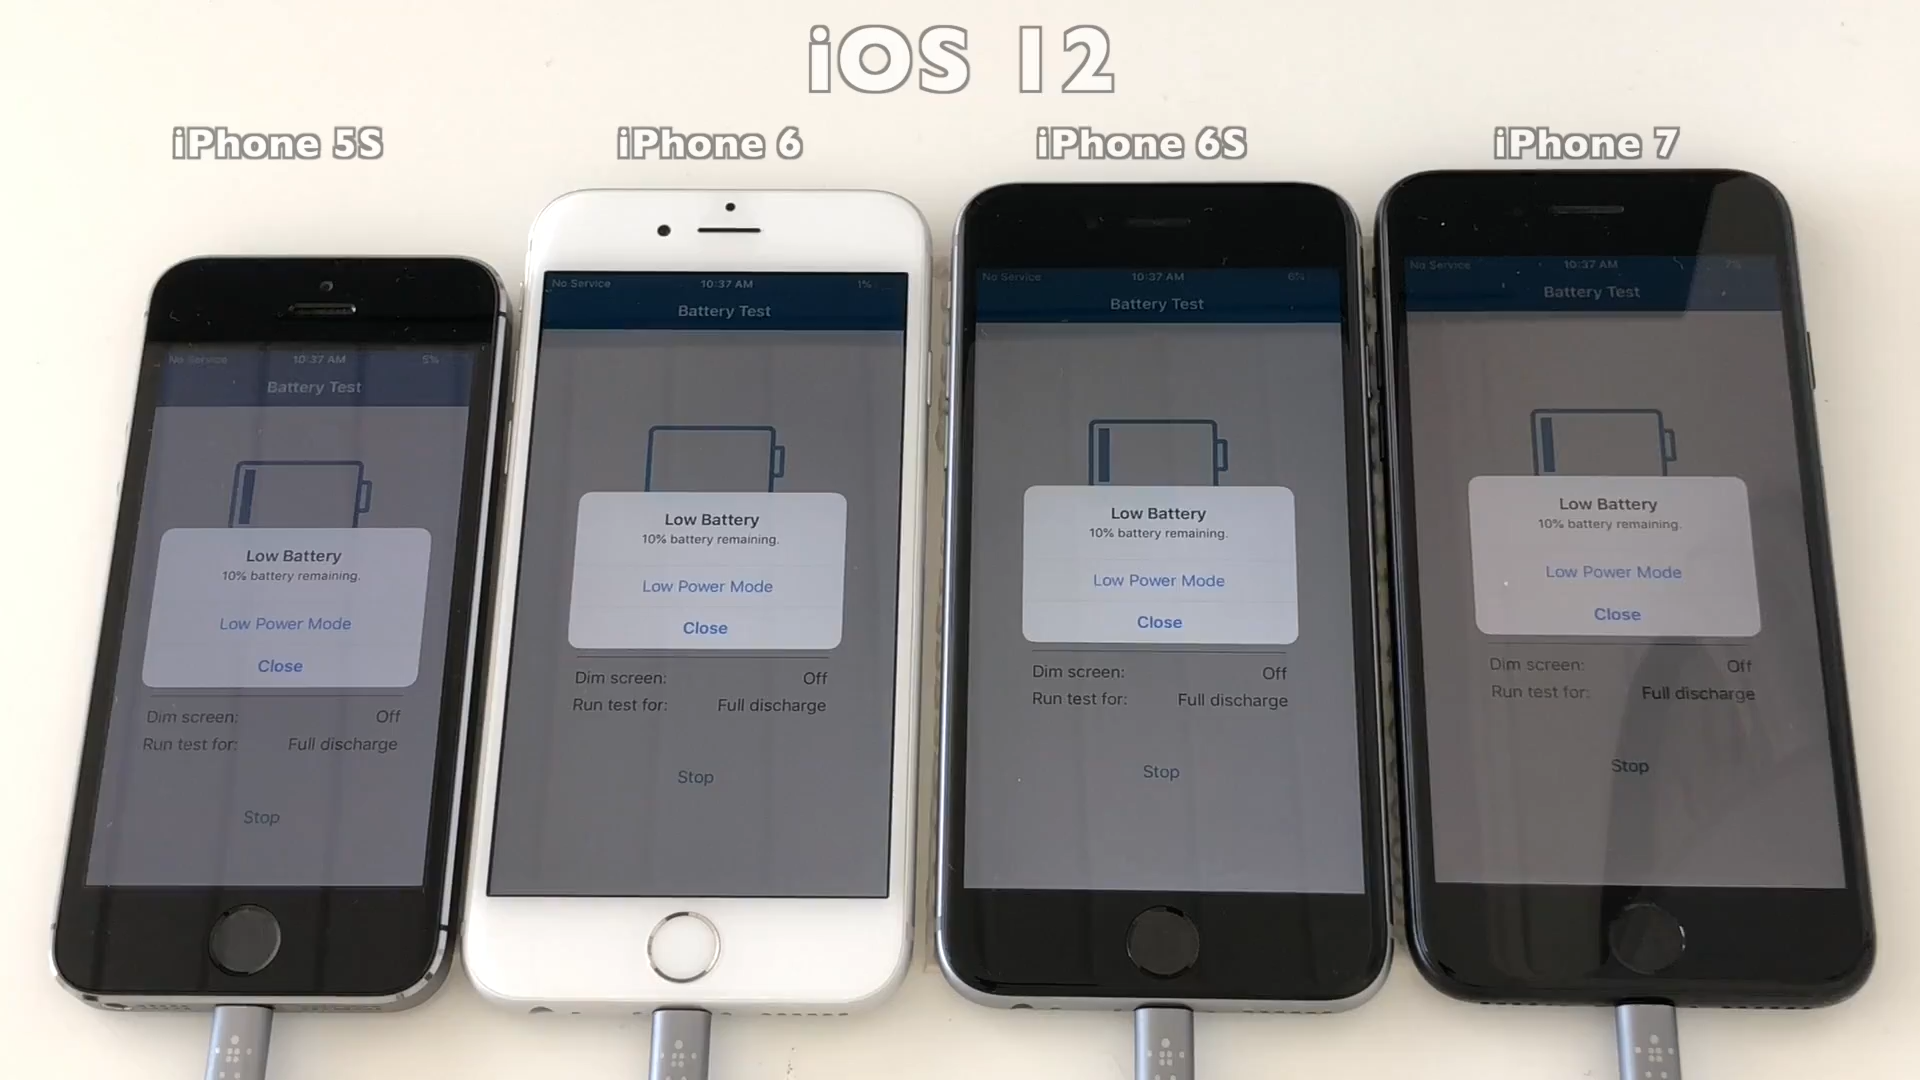 iOS 12
iPhone 5S
iPhone 6
iPhone 6S
iPhone 7
No Service 10:37 AM 5%
Battery Test
Low Battery
10% battery remaining.
Low Power Mode
Close
Dim screen: Off
Run test for: Full discharge
Stop
No Service 10:37 AM 1%
Battery Test
Low Battery
10% battery remaining.
Low Power Mode
Close
Dim screen: Off
Run test for: Full discharge
Stop
No Service 10:37 AM 6%
Battery Test
Low Battery
10% battery remaining.
Low Power Mode
Close
Dim screen: Off
Run test for: Full discharge
Stop
No Service 10:37 AM 7%
Battery Test
Low Battery
10% battery remaining.
Low Power Mode
Close
Dim screen: Off
Run test for: Full discharge
Stop